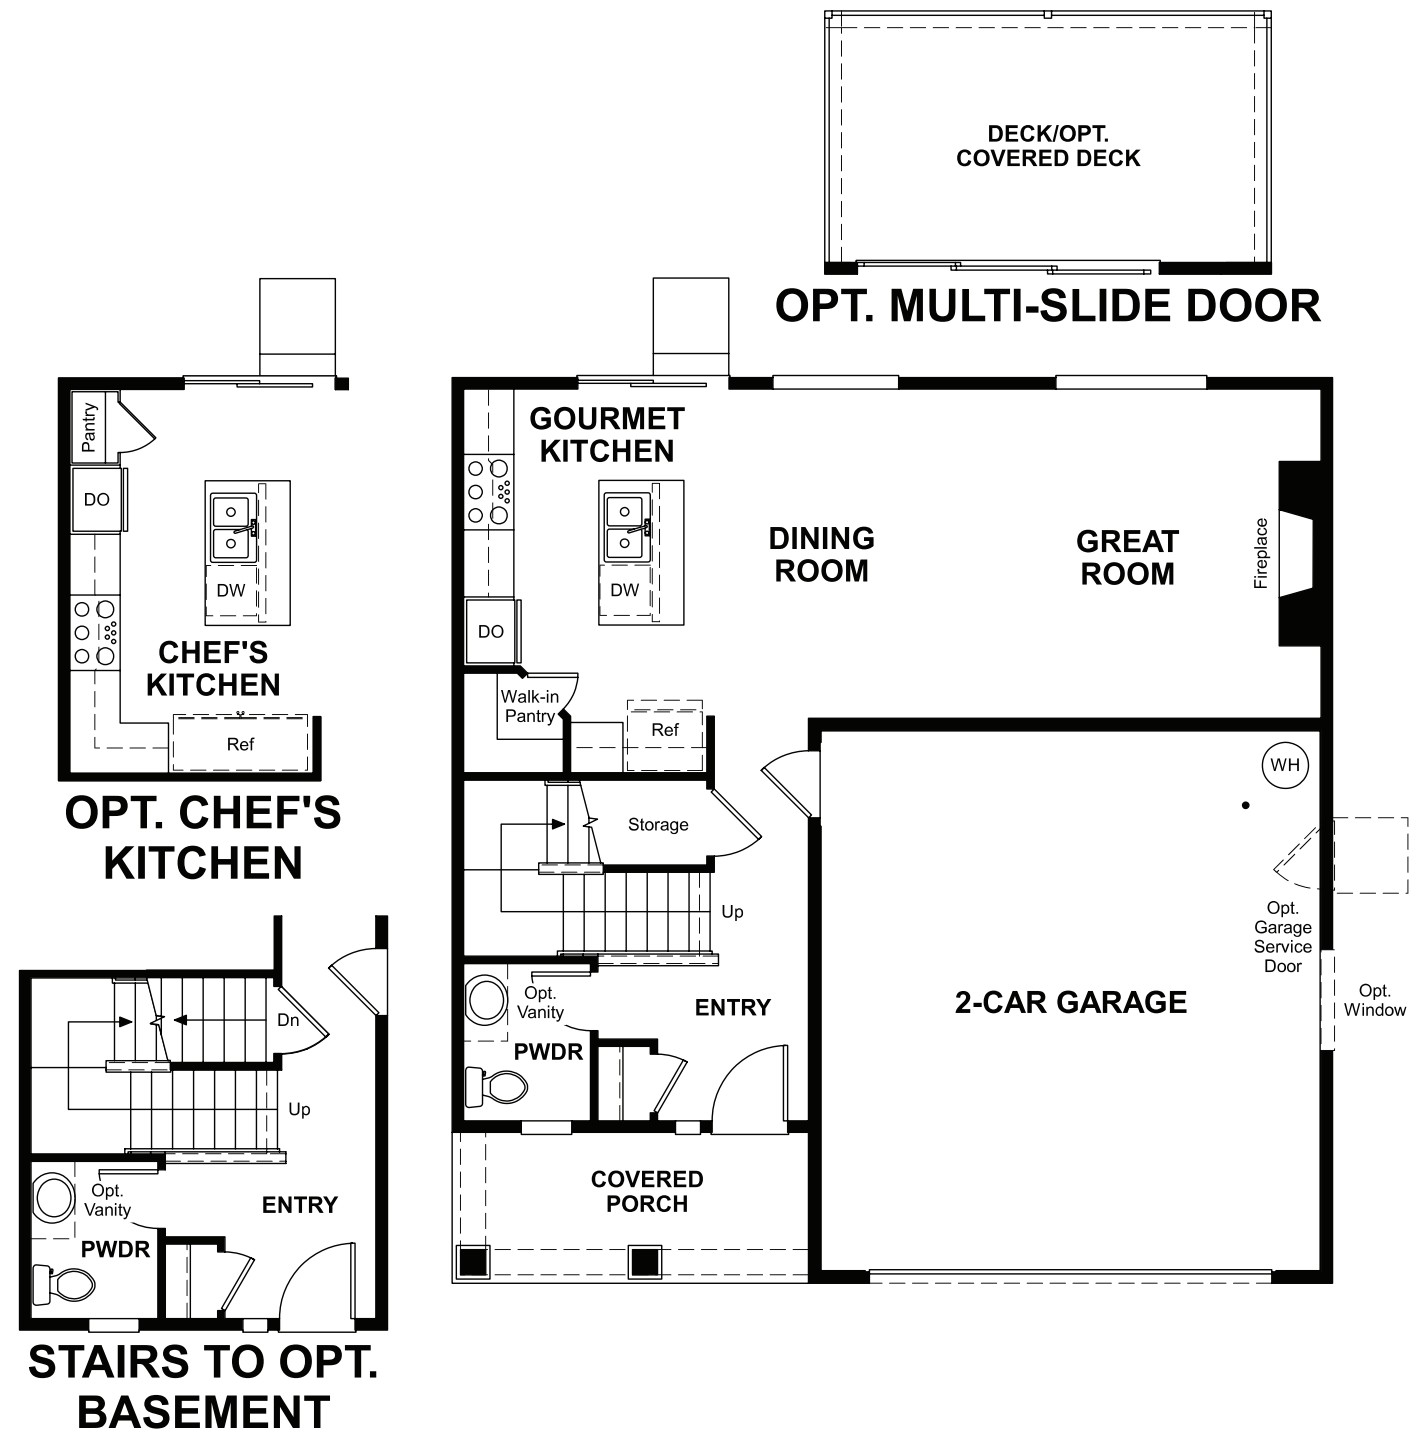 DECK/OPT.
COVERED DECK
OPT. MULTI-SLIDE DOOR
Pantry
DO
DW
CHEF'S
KITCHEN
Ref
OPT. CHEF'S
KITCHEN
GOURMET
KITCHEN
DW
DO
DINING
ROOM
GREAT
ROOM
Fireplace
Walk-in
Pantry
Ref
Storage
Up
WH
Opt.
Garage
Service
Door
Opt.
Window
2-CAR GARAGE
Opt.
Vanity
PWDR
ENTRY
COVERED
PORCH
Dn
Up
Opt.
Vanity
PWDR
ENTRY
STAIRS TO OPT.
BASEMENT